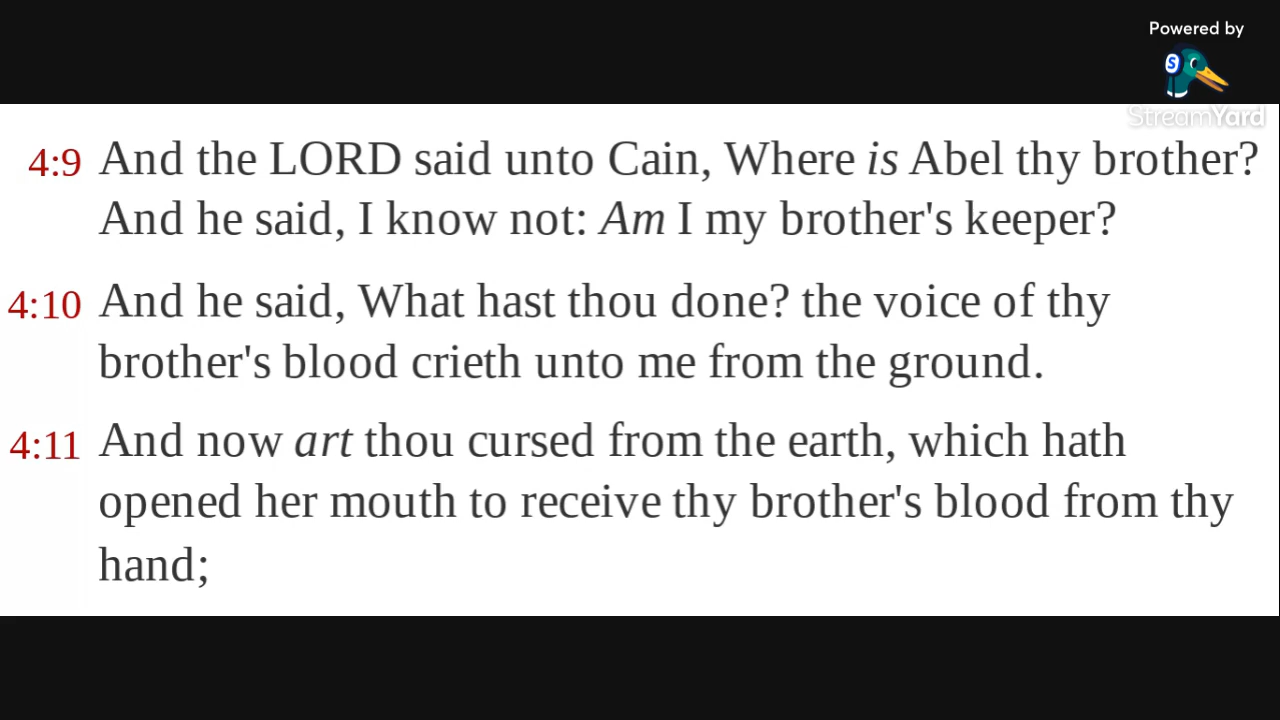 Powered by
S
StreamYard
4:9 And the LORD said unto Cain, Where is Abel thy brother?
And he said, I know not: Am I my brother's keeper?
4:10 And he said, What hast thou done? the voice of thy
brother's blood crieth unto me from the ground.
4:11 And now art thou cursed from the earth, which hath
opened her mouth to receive thy brother's blood from thy
hand;